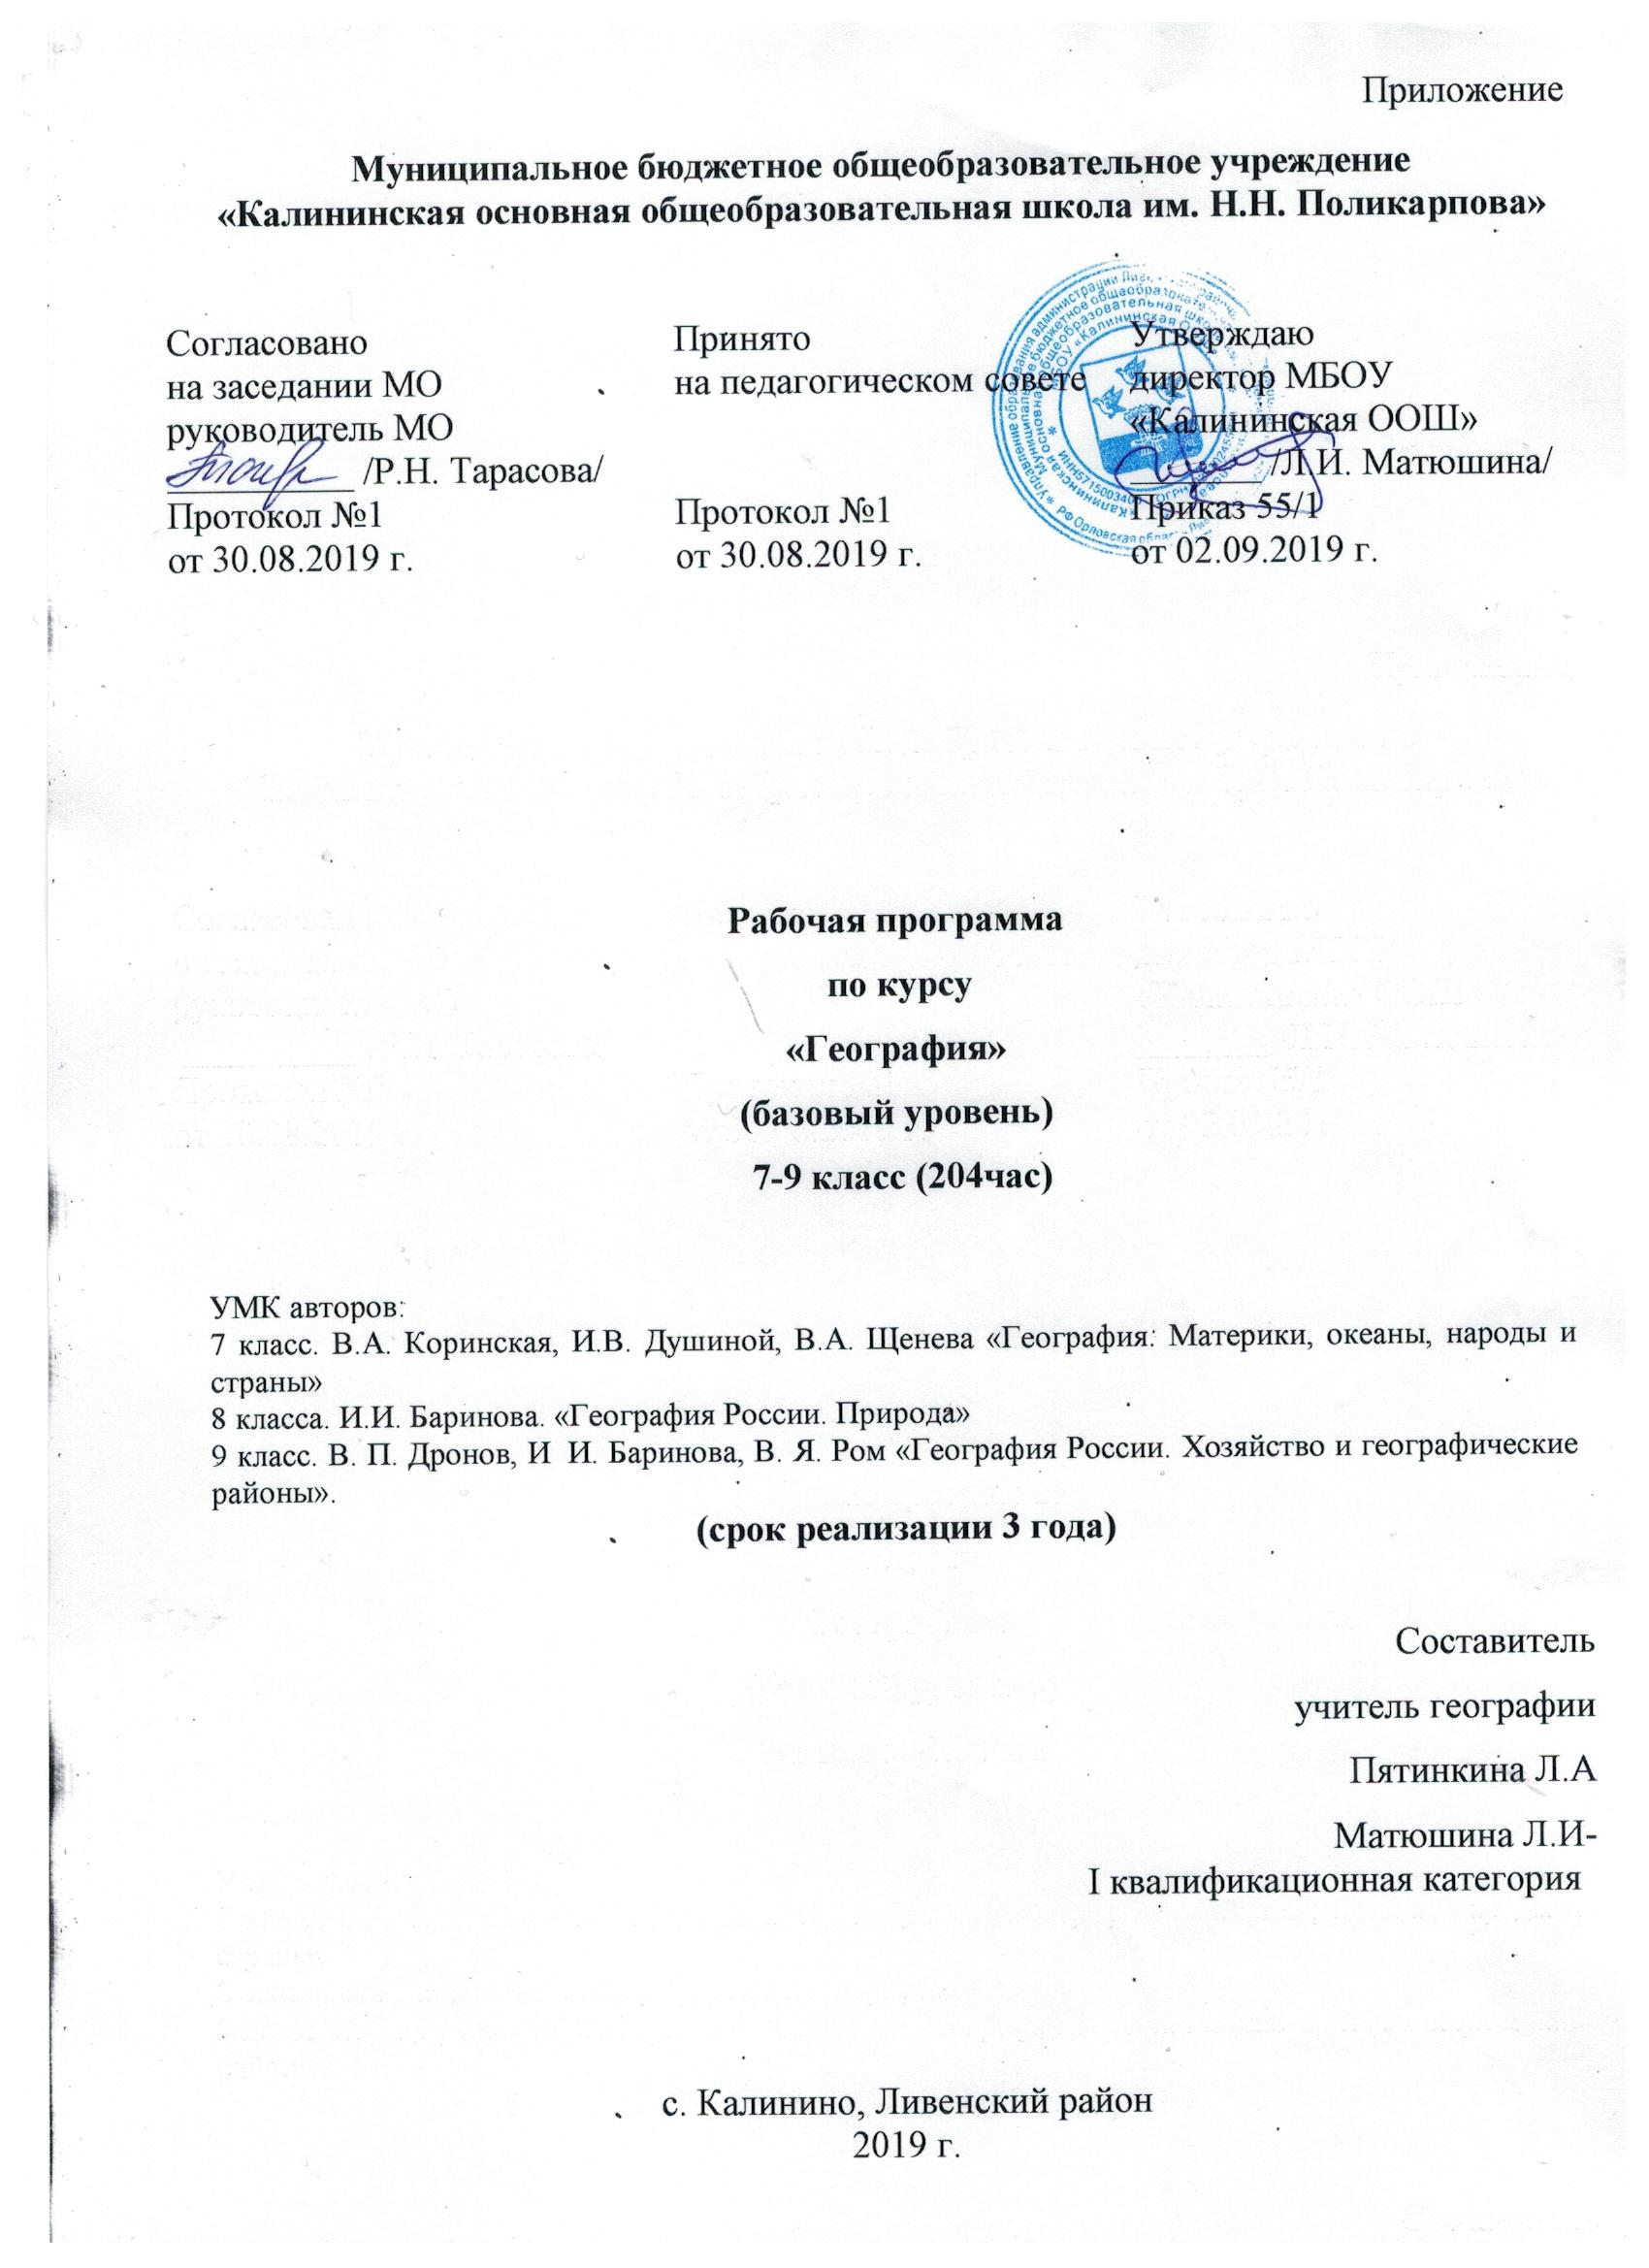 Приложение
Муниципальное бюджетное общеобразовательное учреждение
«Калининская основная общеобразовательная школа им. Н.Н. Поликарпова»
Согласовано
на заседании МО
руководитель МО
/Р.Н. Тарасова/
Протокол №1
от 30.08.2019 г.
Принято
на педагогическом совете
Протокол №1
от 30.08.2019 г.
Утверждаю
директор МБОУ
«Калининская ООШ»
/Л.И. Матюшина/
Приказ 55/1
от 02.09.2019 г.
Рабочая программа
по курсу
«География»
(базовый уровень)
7-9 класс (204час)
УМК авторов:
7 класс. В.А. Коринская, И.В. Душиной, В.А. Щенева «География: Материки, океаны, народы и
страны»
8 класса. И.И. Баринова. «География России. Природа»
9 класс. В. П. Дронов, И И. Баринова, В. Я. Ром «География России. Хозяйство и географические
районы».
(срок реализации 3 года)
Составитель
учитель географии
Пятинкина Л.А
Матюшина Л.И-
I квалификационная категория
с. Калинино, Ливенский район
2019 г.